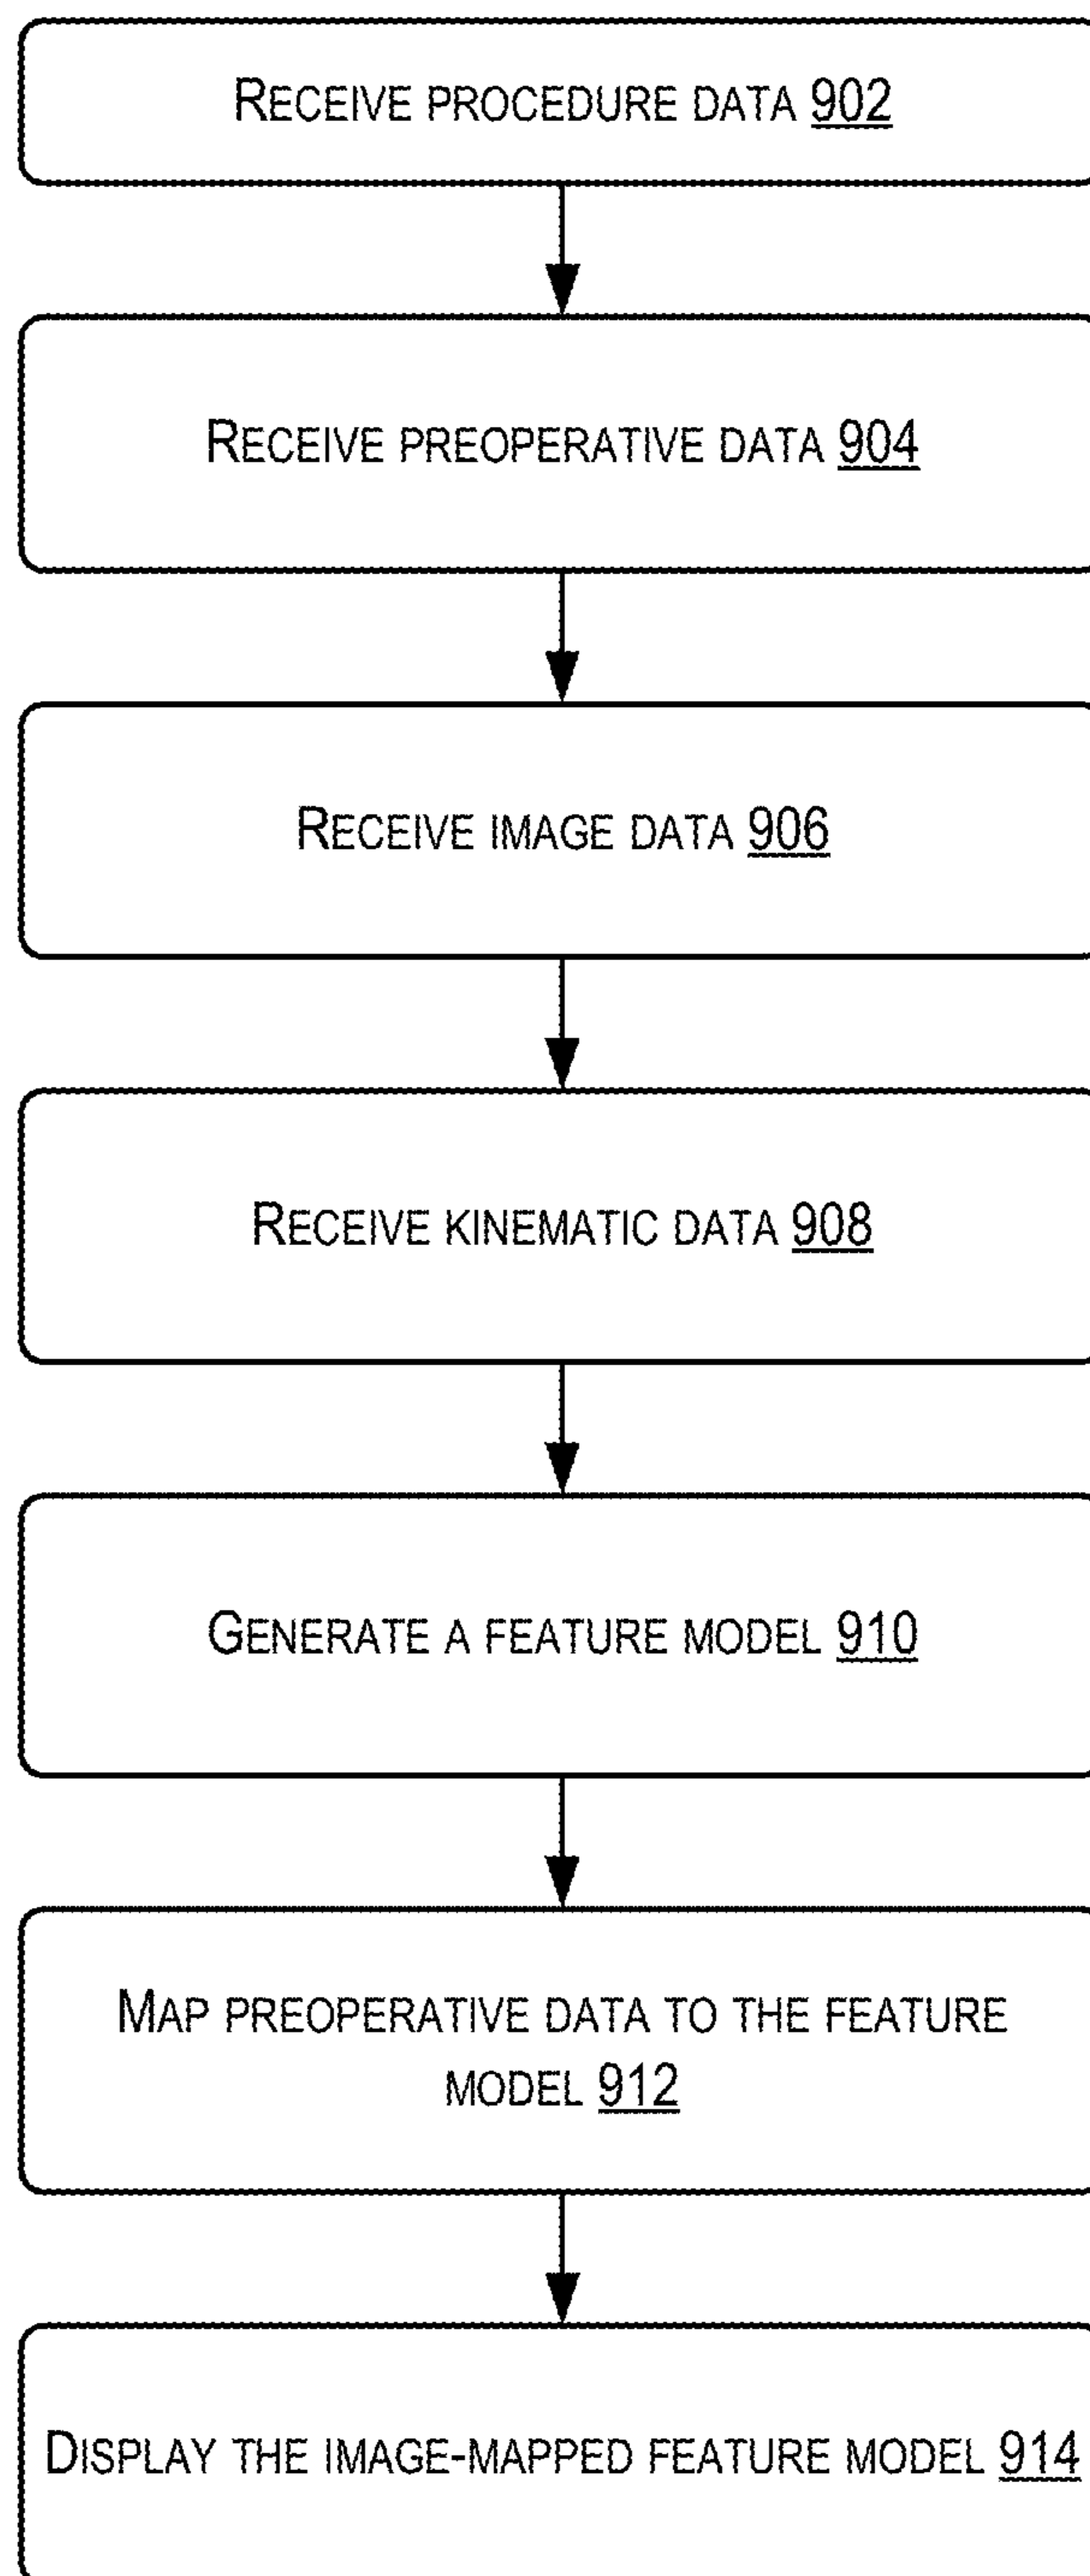 RECEIVE PROCEDURE DATA 902
RECEIVE PREOPERATIVE DATA 904
RECEIVE IMAGE DATA 906
RECEIVE KINEMATIC DATA 908
GENERATE A FEATURE MODEL 910
MAP PREOPERATIVE DATA TO THE FEATURE
MODEL 912
DISPLAY THE IMAGE-MAPPED FEATURE MODEL 914